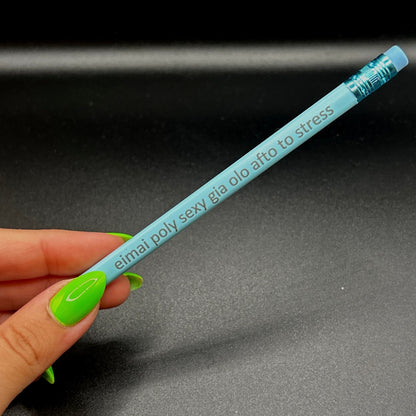 eimai poly sexy gia olo afto to stress